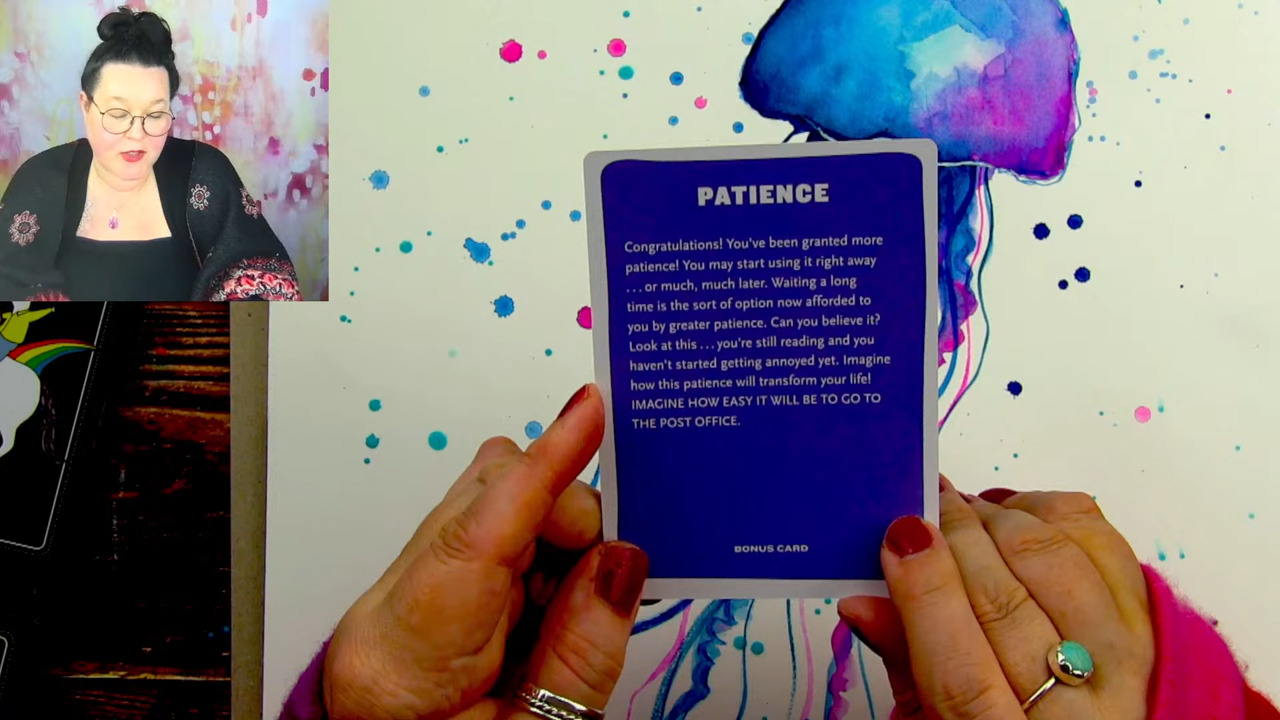 PATIENCE
Congratulations! You've been granted more
patience! You may start using it right away
...or much, much later. Waiting a long
time is the sort of option now afforded to
you by greater patience. Can you believe it?
Look at this...you're still reading and you
haven't started getting annoyed yet. Imagine
how this patience will transform your life!
IMAGINE HOW EASY IT WILL BE TO GO TO
THE POST OFFICE.
BONUS CARD